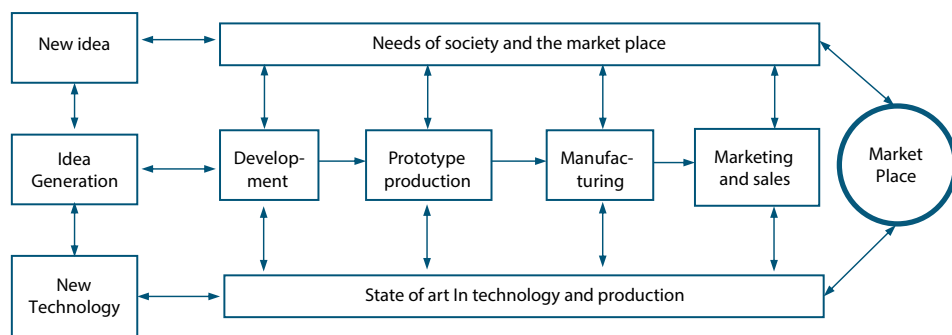 New idea
Needs of society and the market place
Idea
Generation
Develop-
ment
Prototype
production
Manufac-
turing
Marketing
and sales
Market
Place
New
Technology
State of art In technology and production